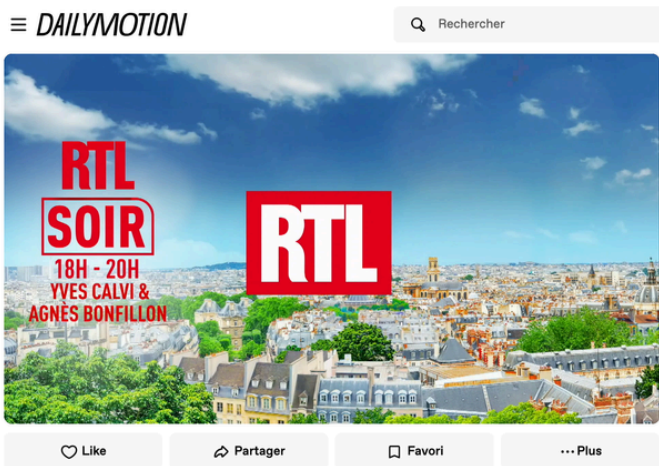 DAILYMOTION
Rechercher
RTL
SOIR
18H - 20H
YVES CALVI &
AGNÈS BONFILLON
RTL
Like
Partager
Favori
Plus